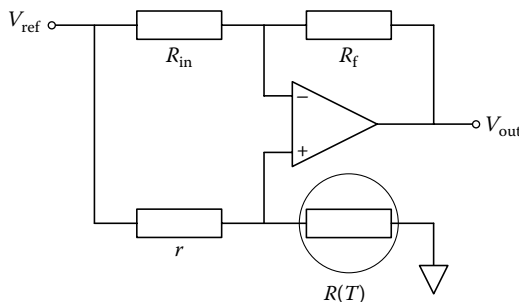 V_ref
R_in
R_f
−
+
V_out
r
R(T)